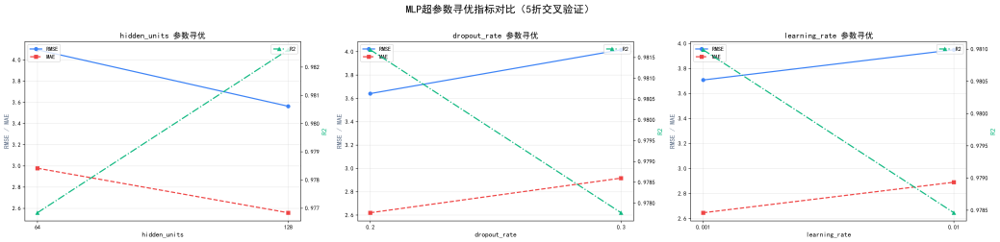 MLP超参数寻优指标对比（5折交叉验证）
hidden_units 参数寻优
RMSE
MAE
R2
RMSE / MAE
4.0
3.8
3.6
3.4
3.2
3.0
2.8
2.6
R2
0.982
0.981
0.980
0.979
0.978
0.977
64
128
hidden_units
dropout_rate 参数寻优
RMSE
MAE
R2
RMSE / MAE
4.0
3.8
3.6
3.4
3.2
3.0
2.8
2.6
R2
0.9815
0.9810
0.9805
0.9800
0.9795
0.9790
0.9785
0.9780
0.2
0.3
dropout_rate
learning_rate 参数寻优
RMSE
MAE
R2
RMSE / MAE
4.0
3.8
3.6
3.4
3.2
3.0
2.8
2.6
R2
0.9810
0.9805
0.9800
0.9795
0.9790
0.9785
0.001
0.01
learning_rate